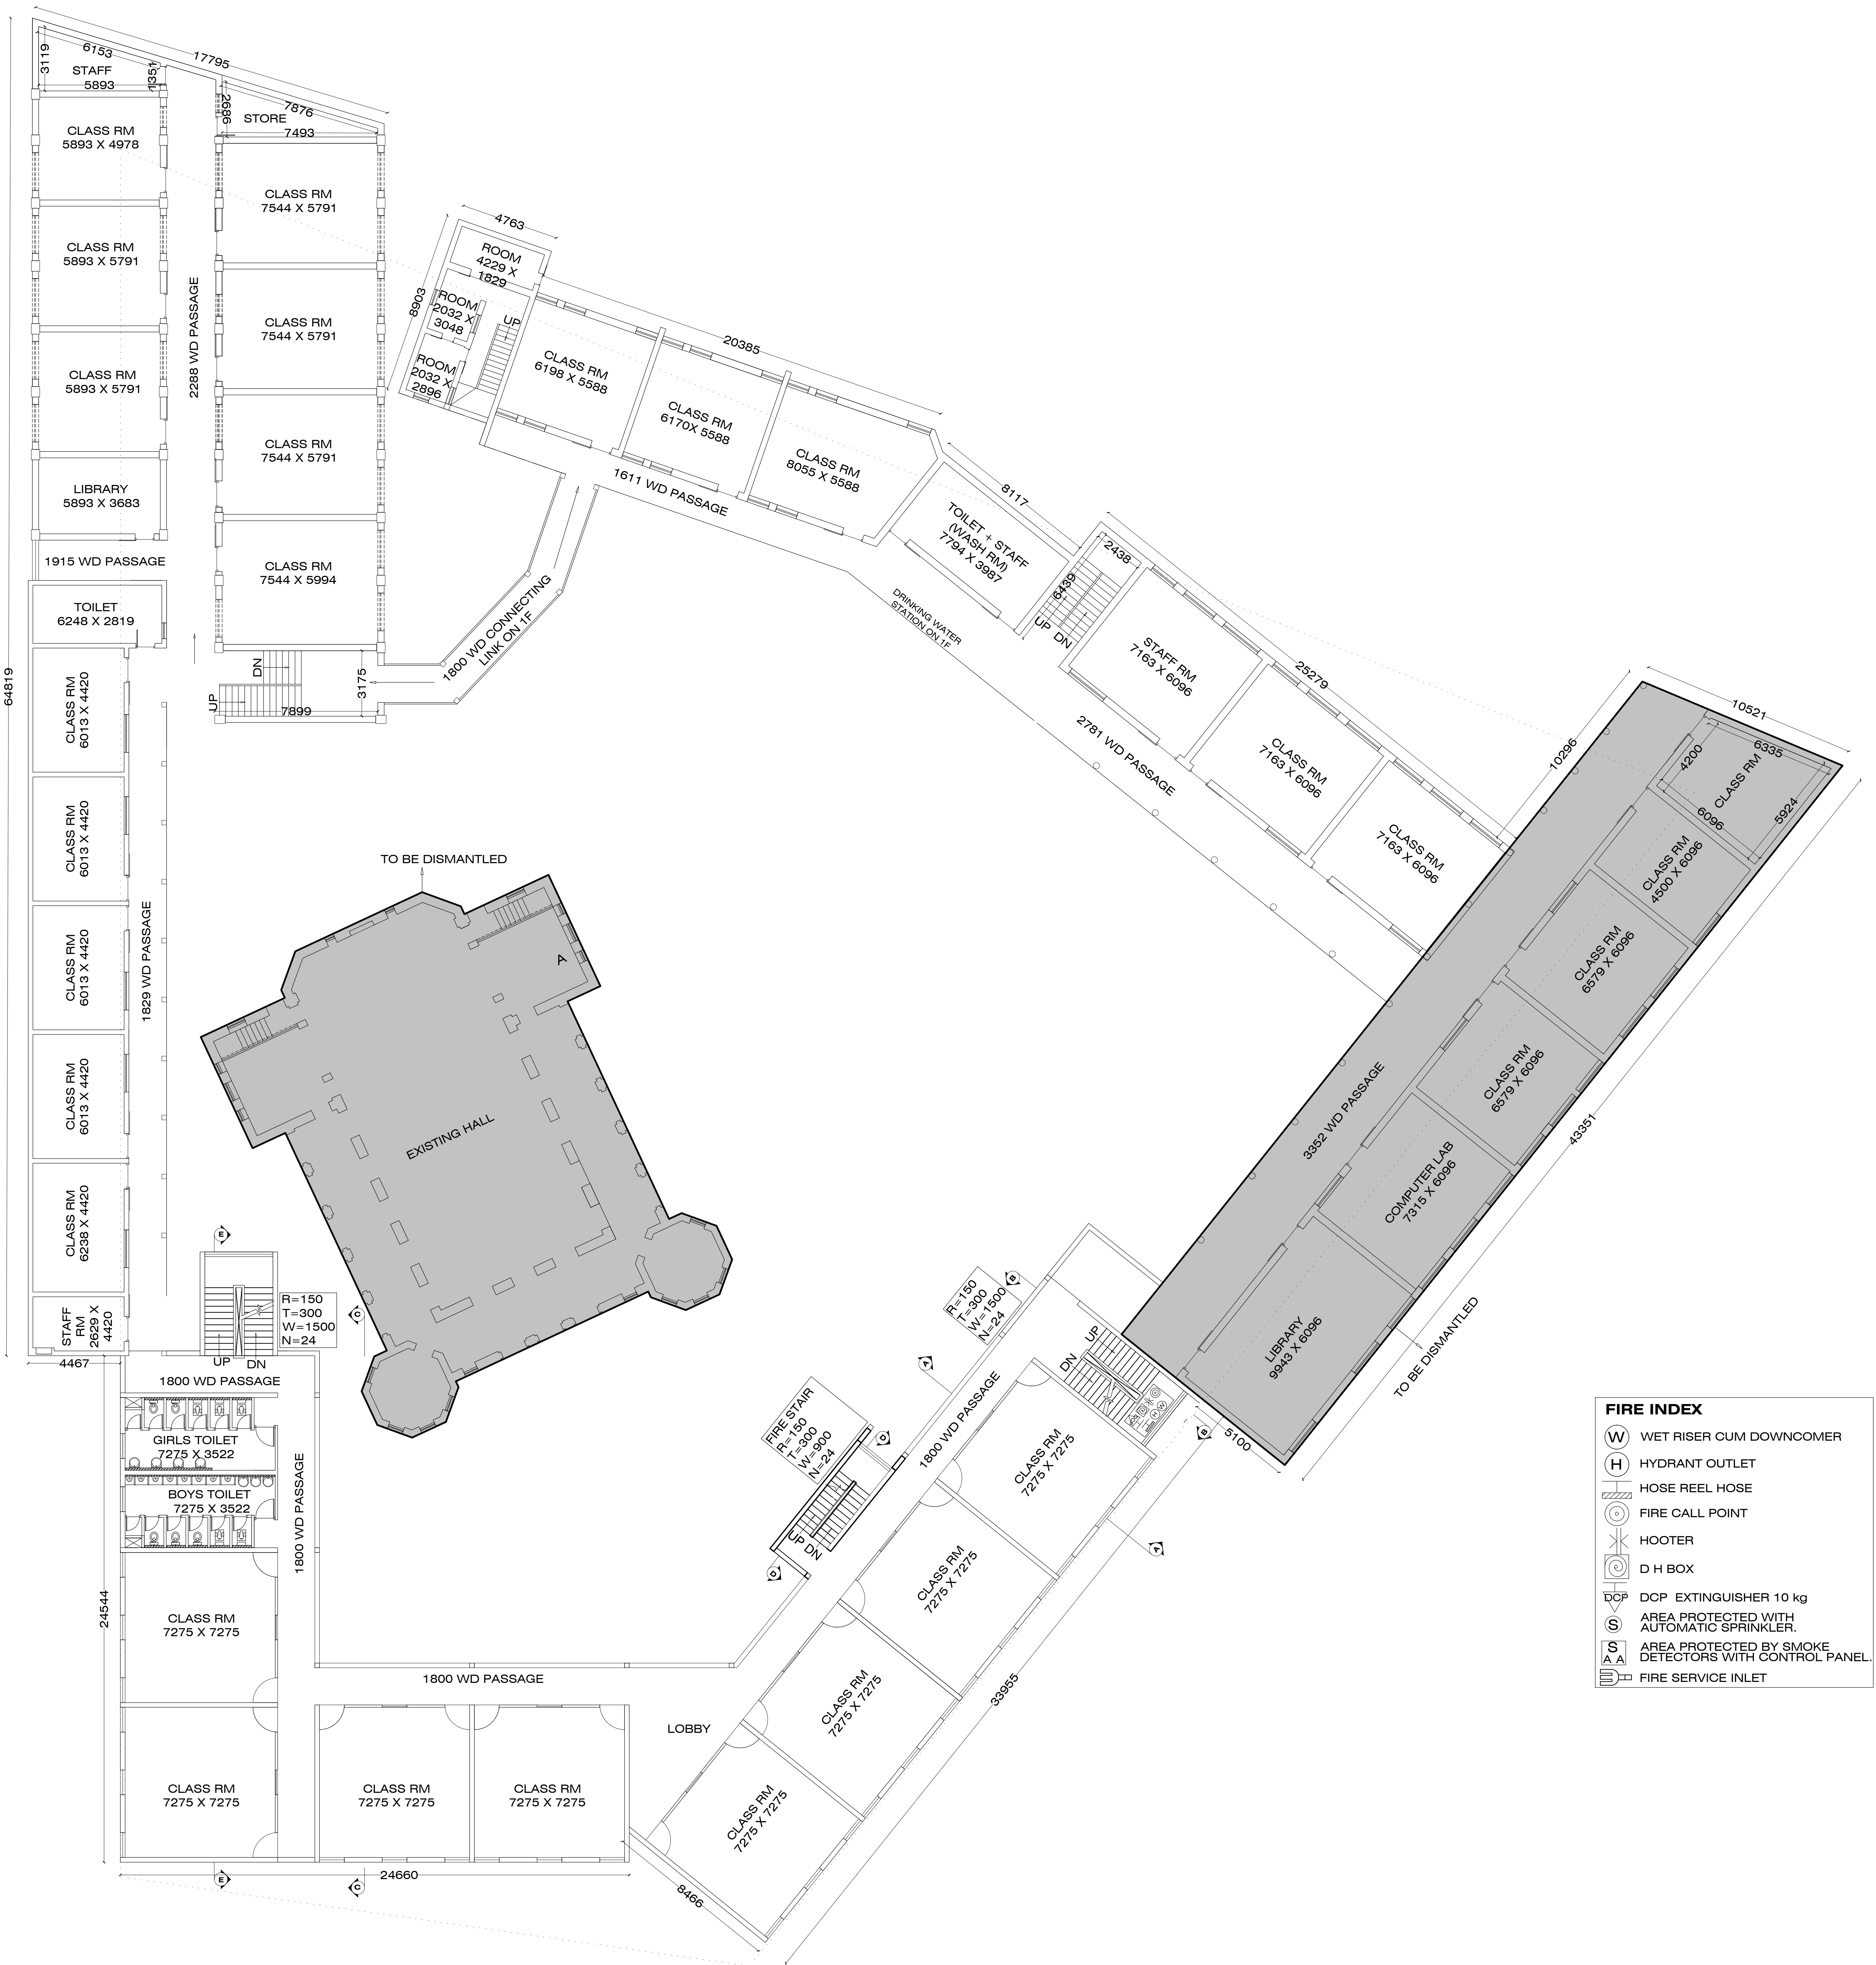 17795
3119
6153
STAFF
5893
1351
2686
7876
STORE
7493
CLASS RM
5893 X 4978
CLASS RM
5893 X 5791
CLASS RM
5893 X 5791
LIBRARY
5893 X 3683
1915 WD PASSAGE
2288 WD PASSAGE
CLASS RM
7544 X 5791
CLASS RM
7544 X 5791
CLASS RM
7544 X 5791
CLASS RM
7544 X 5994
64819
TOILET
6248 X 2819
DN
UP
7899
3175
1800 WD CONNECTING
LINK ON 1F
4763
8903
ROOM
4229 X
1829
ROOM
2032 X
3048
ROOM
2032 X
2896
UP
20385
CLASS RM
6198 X 5588
CLASS RM
6170X 5588
CLASS RM
8055 X 5588
1611 WD PASSAGE
8117
TOILET + STAFF
(WASH RM)
7794 X 3987
DRINKING WATER
STATION ON 1F
2438
6439
UP DN
25279
STAFF RM
7163 X 6096
CLASS RM
7163 X 6096
CLASS RM
7163 X 6096
2781 WD PASSAGE
10296
10521
4200
6335
CLASS RM
6096
5924
CLASS RM
4500 X 6096
CLASS RM
6579 X 6096
CLASS RM
6579 X 6096
COMPUTER LAB
7315 X 6096
LIBRARY
9943 X 6096
3352 WD PASSAGE
43351
TO BE DISMANTLED
5100
CLASS RM
6013 X 4420
CLASS RM
6013 X 4420
CLASS RM
6013 X 4420
CLASS RM
6013 X 4420
CLASS RM
6238 X 4420
STAFF
RM
2629 X
4420
4467
1829 WD PASSAGE
TO BE DISMANTLED
A
EXISTING HALL
E
R=150
T=300
W=1500
N=24
C
UP
DN
1800 WD PASSAGE
GIRLS TOILET
7275 X 3522
BOYS TOILET
7275 X 3522
1800 WD PASSAGE
24544
CLASS RM
7275 X 7275
CLASS RM
7275 X 7275
CLASS RM
7275 X 7275
CLASS RM
7275 X 7275
1800 WD PASSAGE
LOBBY
24660
E
C
FIRE STAIR
R=150
T=300
W=900
N=24
D
UP DN
D
R=150
T=300
W=1500
N=24
B
A
1800 WD PASSAGE
UP
DN
H
W
B
CLASS RM
7275 X 7275
CLASS RM
7275 X 7275
CLASS RM
7275 X 7275
CLASS RM
7275 X 7275
A
33955
8466
FIRE INDEX
W WET RISER CUM DOWNCOMER
H HYDRANT OUTLET
HOSE REEL HOSE
FIRE CALL POINT
HOOTER
D H BOX
DCP DCP EXTINGUISHER 10 kg
S AREA PROTECTED WITH
AUTOMATIC SPRINKLER.
S AREA PROTECTED BY SMOKE
A A DETECTORS WITH CONTROL PANEL.
FIRE SERVICE INLET